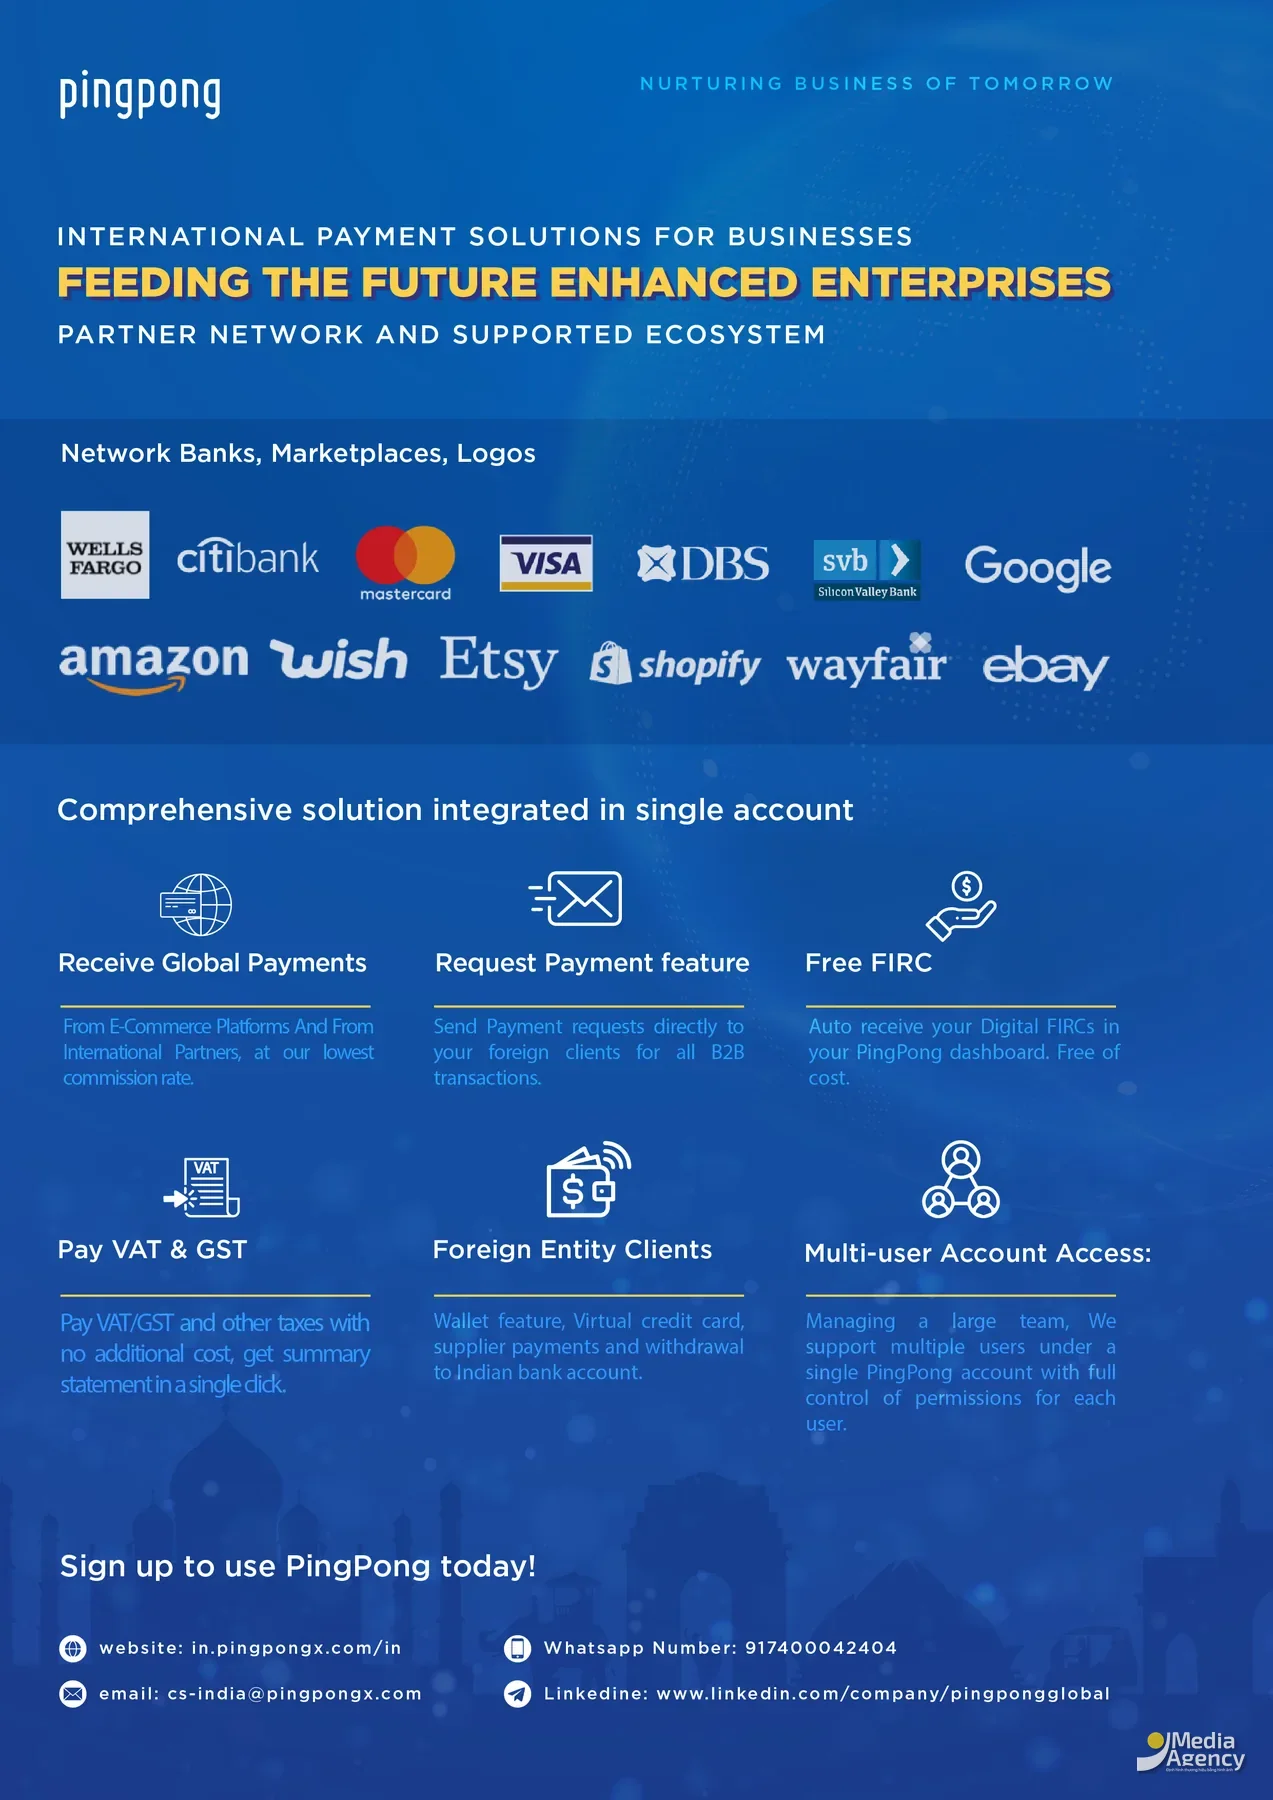 pingpong
NURTURING BUSINESS OF TOMORROW
INTERNATIONAL PAYMENT SOLUTIONS FOR BUSINESSES
FEEDING THE FUTURE ENHANCED ENTERPRISES
PARTNER NETWORK AND SUPPORTED ECOSYSTEM
Network Banks, Marketplaces, Logos
WELLS
FARGO
citibank
mastercard
VISA
DBS
svb
Silicon Valley Bank
Google
amazon
wish
Etsy
shopify
wayfair
ebay
Comprehensive solution integrated in single account
Receive Global Payments
From E-Commerce Platforms And From
International Partners, at our lowest
commission rate.
Request Payment feature
Send Payment requests directly to
your foreign clients for all B2B
transactions.
Free FIRC
Auto receive your Digital FIRCs in
your PingPong dashboard. Free of
cost.
VAT
Pay VAT & GST
Pay VAT/GST and other taxes with
no additional cost, get summary
statement in a single click.
Foreign Entity Clients
Wallet feature, Virtual credit card,
supplier payments and withdrawal
to Indian bank account.
Multi-user Account Access:
Managing a large team, We
support multiple users under a
single PingPong account with full
control of permissions for each
user.
Sign up to use PingPong today!
website: in.pingpongx.com/in
Whatsapp Number: 917400042404
email: cs-india@pingpongx.com
Linkedine: www.linkedin.com/company/pingpongglobal
Media
Agency